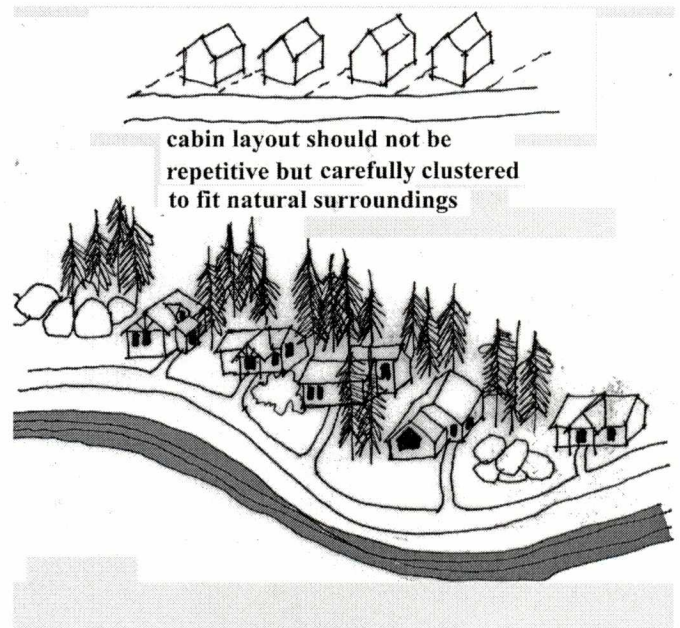 cabin layout should not be
repetitive but carefully clustered
to fit natural surroundings